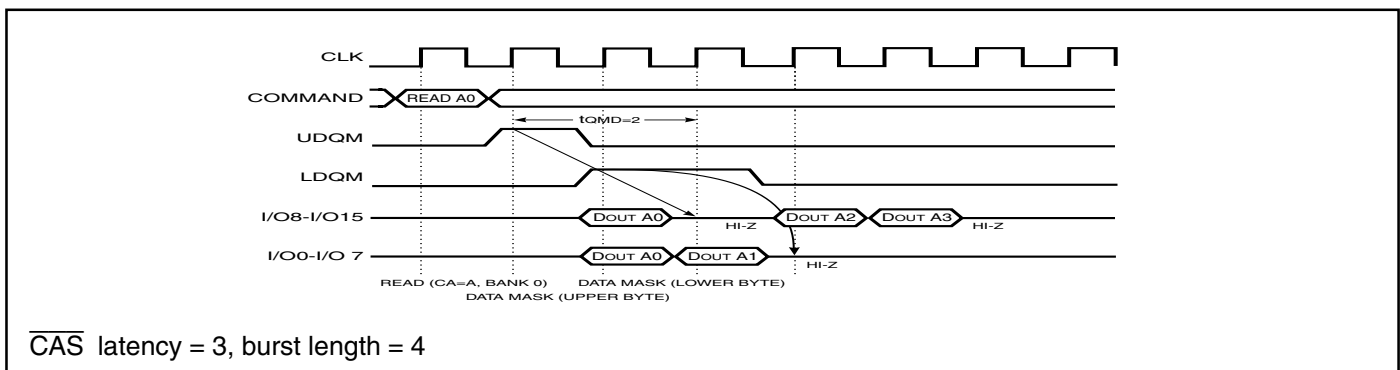 CLK
COMMAND READ A0
tQMD=2
UDQM
LDQM
I/O8-I/O15 DOUT A0 HI-Z DOUT A2 DOUT A3 HI-Z
I/O0-I/O 7 DOUT A0 DOUT A1 HI-Z
READ (CA=A, BANK 0) DATA MASK (LOWER BYTE)
DATA MASK (UPPER BYTE)
CAS latency = 3, burst length = 4